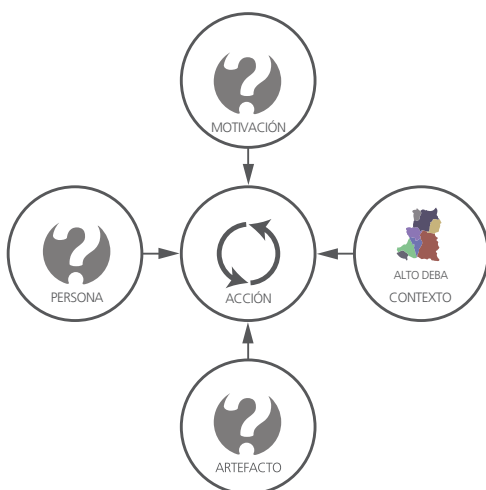 MOTIVACIÓN
PERSONA
ACCIÓN
ALTO DEBA
CONTEXTO
ARTEFACTO